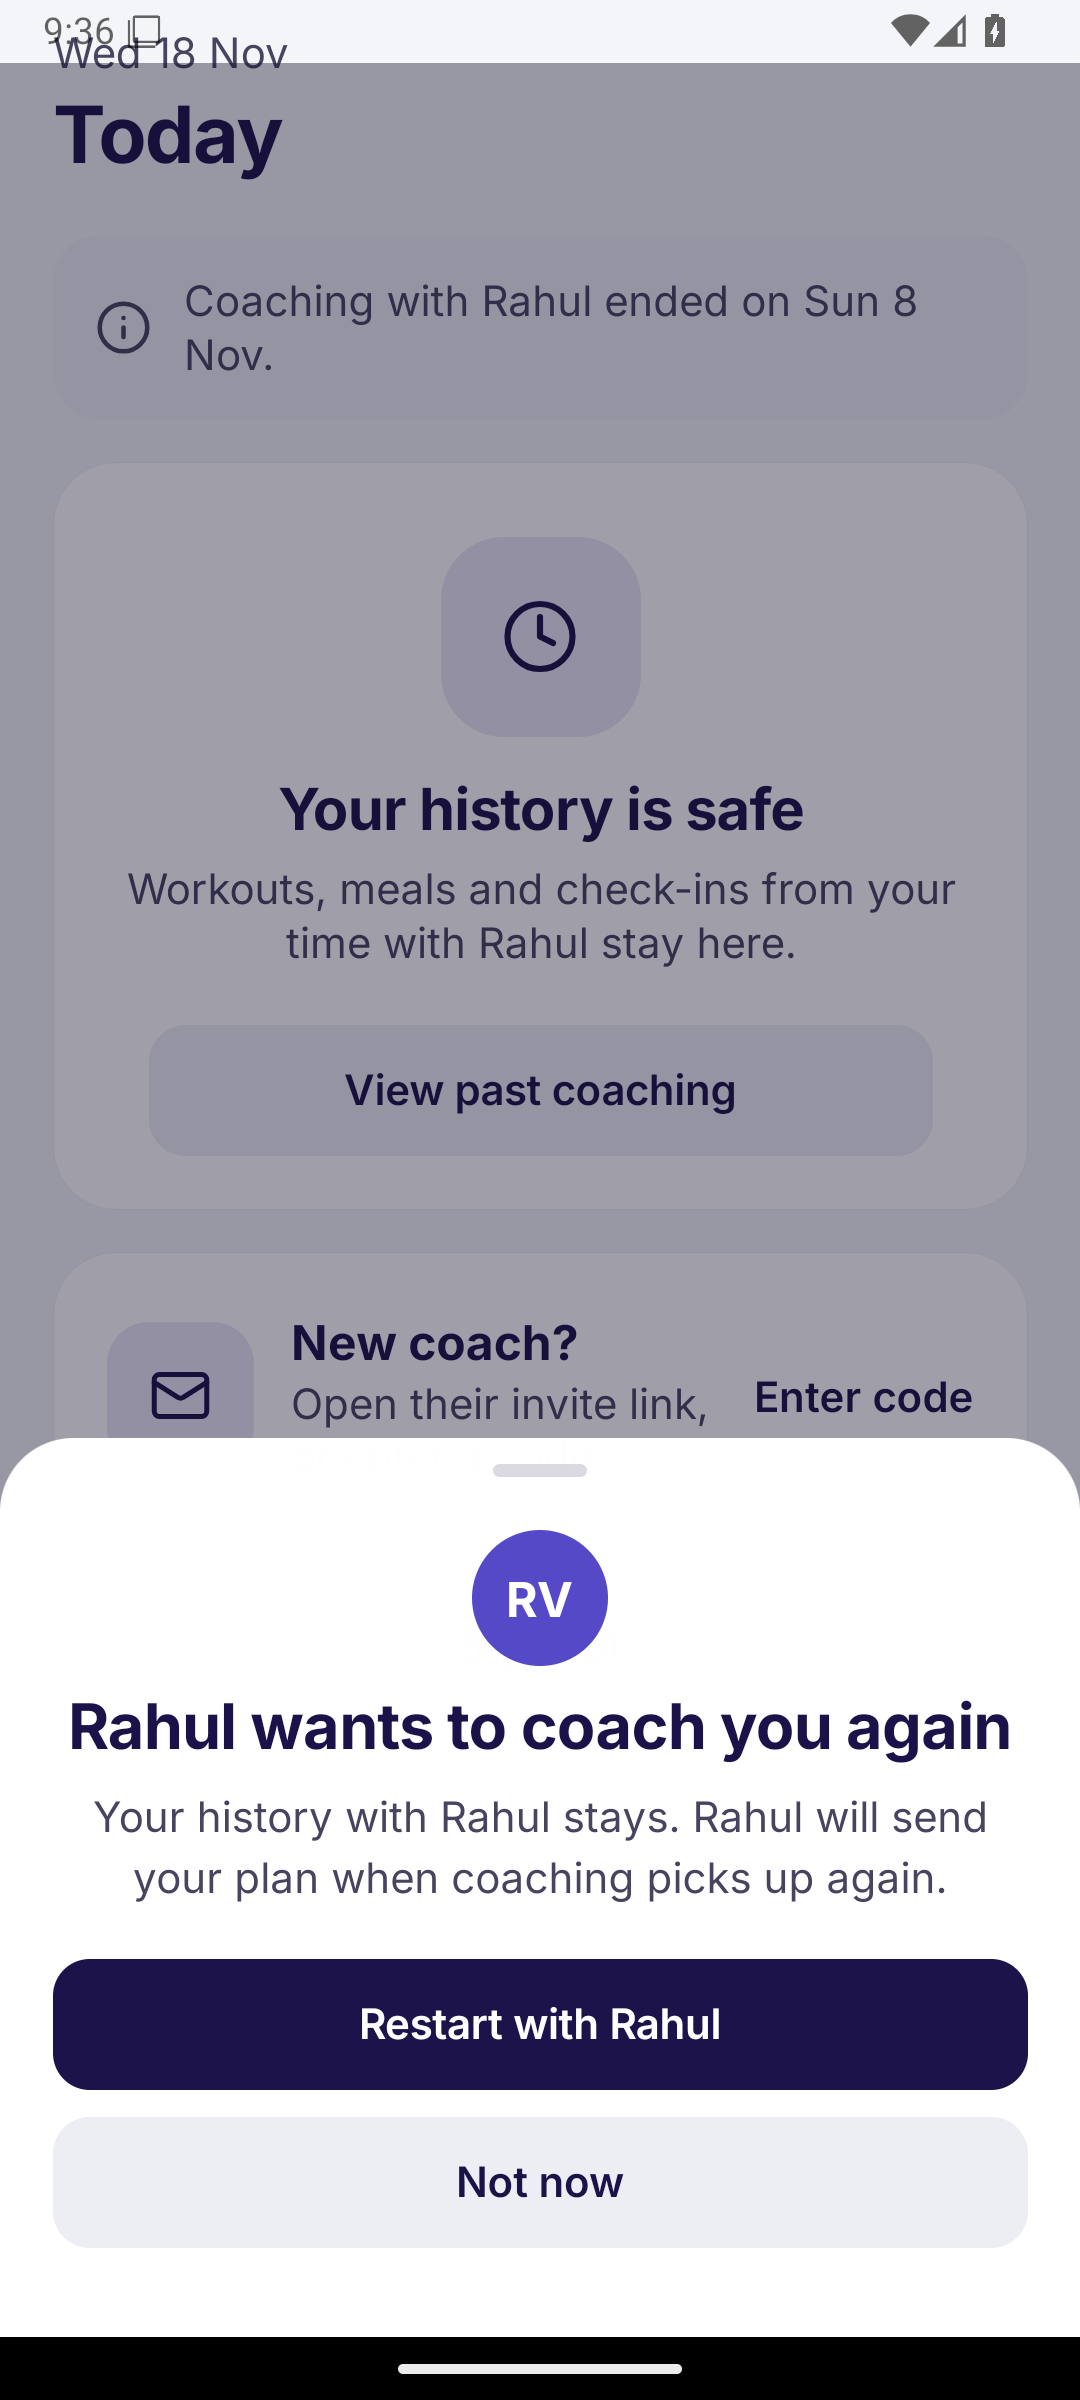 9:36
Wed 18 Nov
Today
Coaching with Rahul ended on Sun 8
Nov.
Your history is safe
Workouts, meals and check-ins from your
time with Rahul stay here.
View past coaching
New coach?
Open their invite link,
Enter code
RV
Rahul wants to coach you again
Your history with Rahul stays. Rahul will send
your plan when coaching picks up again.
Restart with Rahul
Not now